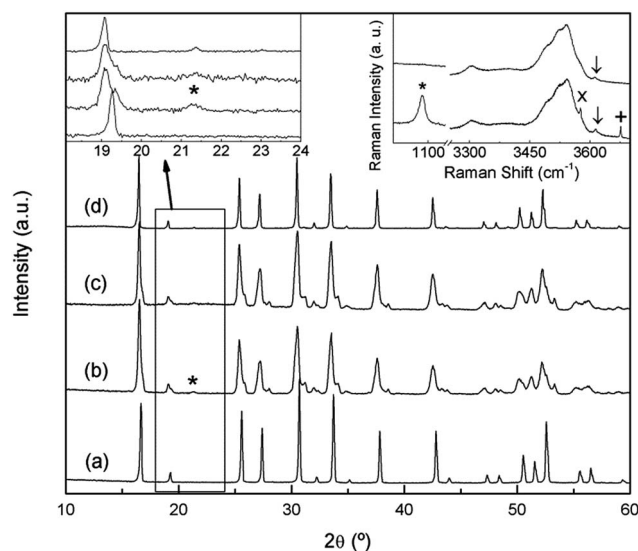 19 20 21 22 23 24
*
Raman Intensity (a. u.)
* x ↓ +
↓
1100 3300 3450 3600
Raman Shift (cm⁻¹)
Intensity (a.u.)
(d)
(c)
(b)
*
(a)
10 20 30 40 50 60
2θ (º)